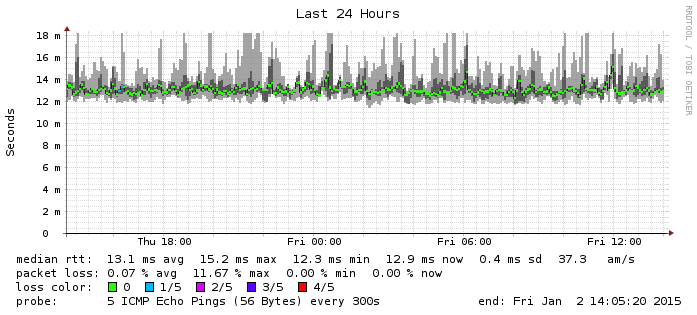 Last 24 Hours
RRDTOOL / TOBI OETIKER
Seconds
18 m
16 m
14 m
12 m
10 m
8 m
6 m
4 m
2 m
0
Thu 18:00 Fri 00:00 Fri 06:00 Fri 12:00
median rtt: 13.1 ms avg 15.2 ms max 12.3 ms min 12.9 ms now 0.4 ms sd 37.3 am/s
packet loss: 0.07 % avg 11.67 % max 0.00 % min 0.00 % now
loss color: 0 1/5 2/5 3/5 4/5
probe: 5 ICMP Echo Pings (56 Bytes) every 300s end: Fri Jan 2 14:05:20 2015